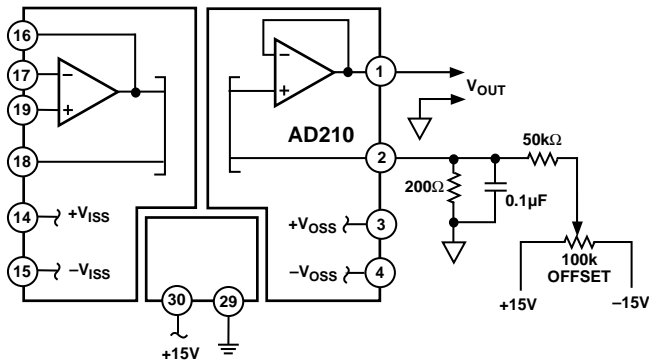 16
17
19
18
14
+VISS
15
–VISS
30
29
+15V
1
VOUT
AD210
2
50kΩ
200Ω
0.1µF
+VOSS
3
–VOSS
4
100k
OFFSET
+15V
–15V